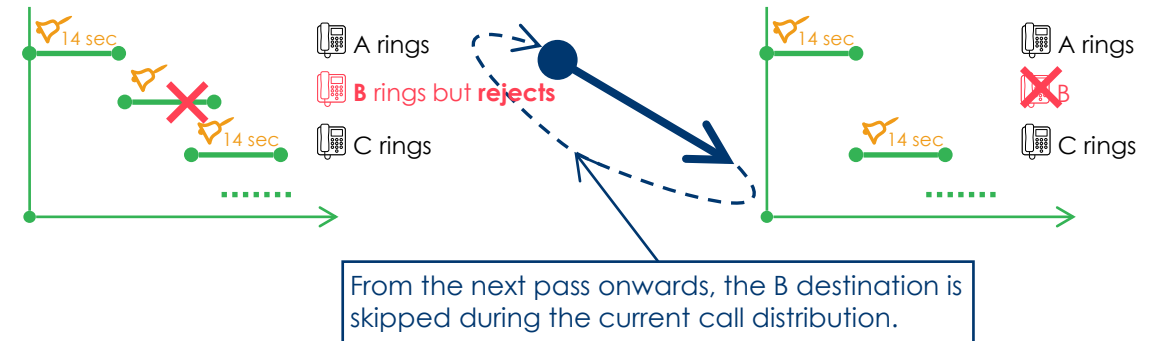 14 sec
A rings
B rings but rejects
14 sec
C rings
14 sec
A rings
B
14 sec
C rings
From the next pass onwards, the B destination is
skipped during the current call distribution.